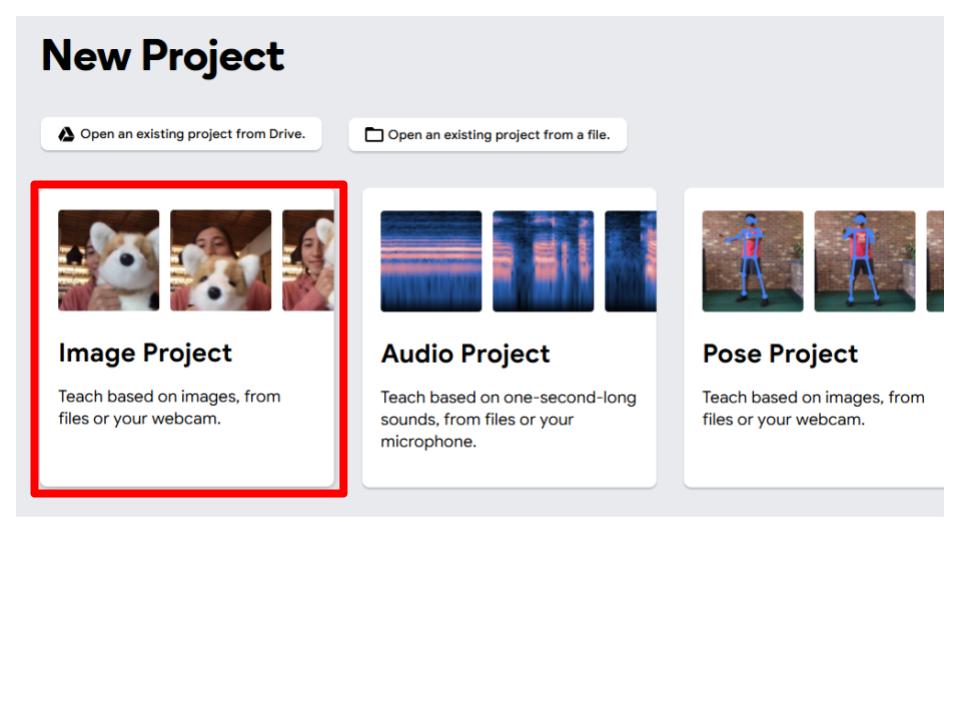 New Project
Open an existing project from Drive.
Open an existing project from a file.
Image Project
Teach based on images, from
files or your webcam.
Audio Project
Teach based on one-second-long
sounds, from files or your
microphone.
Pose Project
Teach based on images, from
files or your webcam.